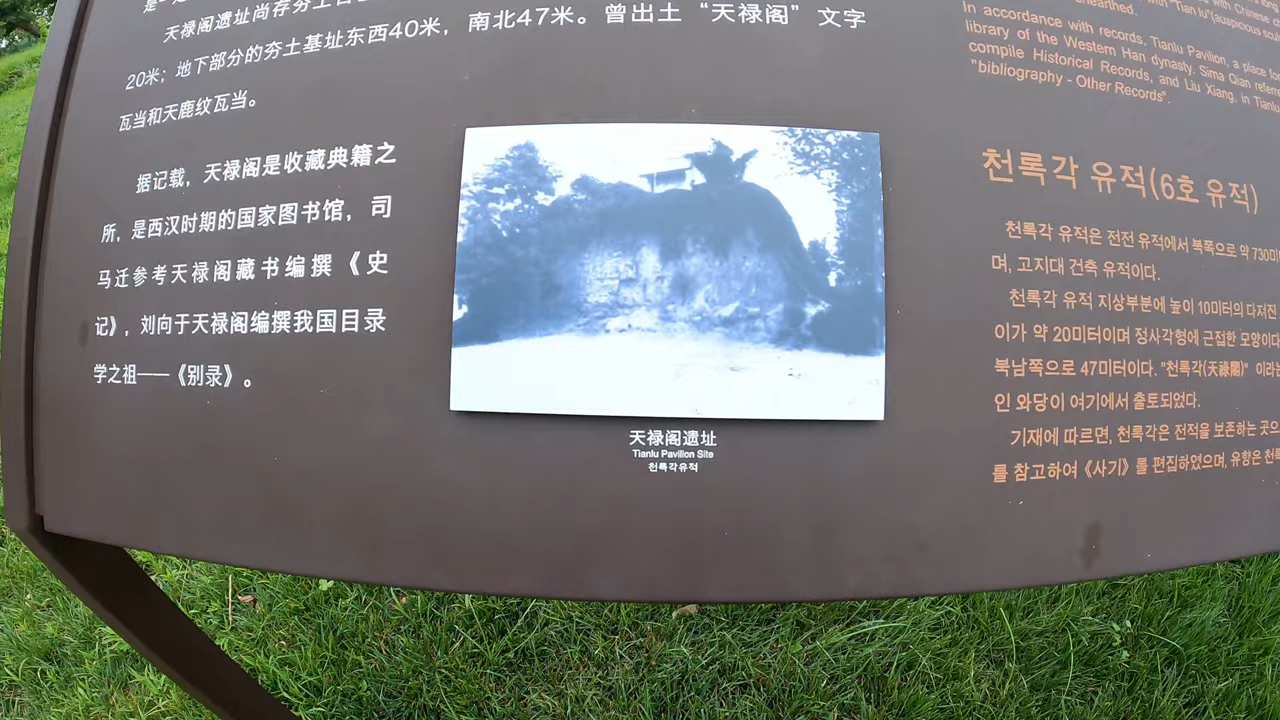 天禄阁遗址尚存夯土台
20米；地下部分的夯土基址东西40米，南北47米。曾出土“天禄阁”文字
瓦当和天鹿纹瓦当。
据记载，天禄阁是收藏典籍之
所，是西汉时期的国家图书馆，司
马迁参考天禄阁藏书编撰《史
记》，刘向于天禄阁编撰我国目录
学之祖——《别录》。
天禄阁遗址
Tianlu Pavilion Site
천록각유적
unearthed.
In accordance with records, Tianlu Pavilion, a place
library of the Western Han dynasty. Sima Qian
compile Historical Records, and Liu Xiang, in Tianlu
"bibliography - Other Records".
천록각 유적(6호 유적)
천록각 유적은 전전 유적에서 북쪽으로 약 730미
며, 고지대 건축 유적이다.
천록각 유적 지상부분에 높이 10미터의 다져진
이가 약 20미터이며 정사각형에 근접한 모양이다
북남쪽으로 47미터이다. "천록각(天祿閣)" 이라는
인 와당이 여기에서 출토되었다.
기재에 따르면, 천록각은 전적을 보존하는 곳으
를 참고하여《사기》를 편집하였으며, 유향은 천록